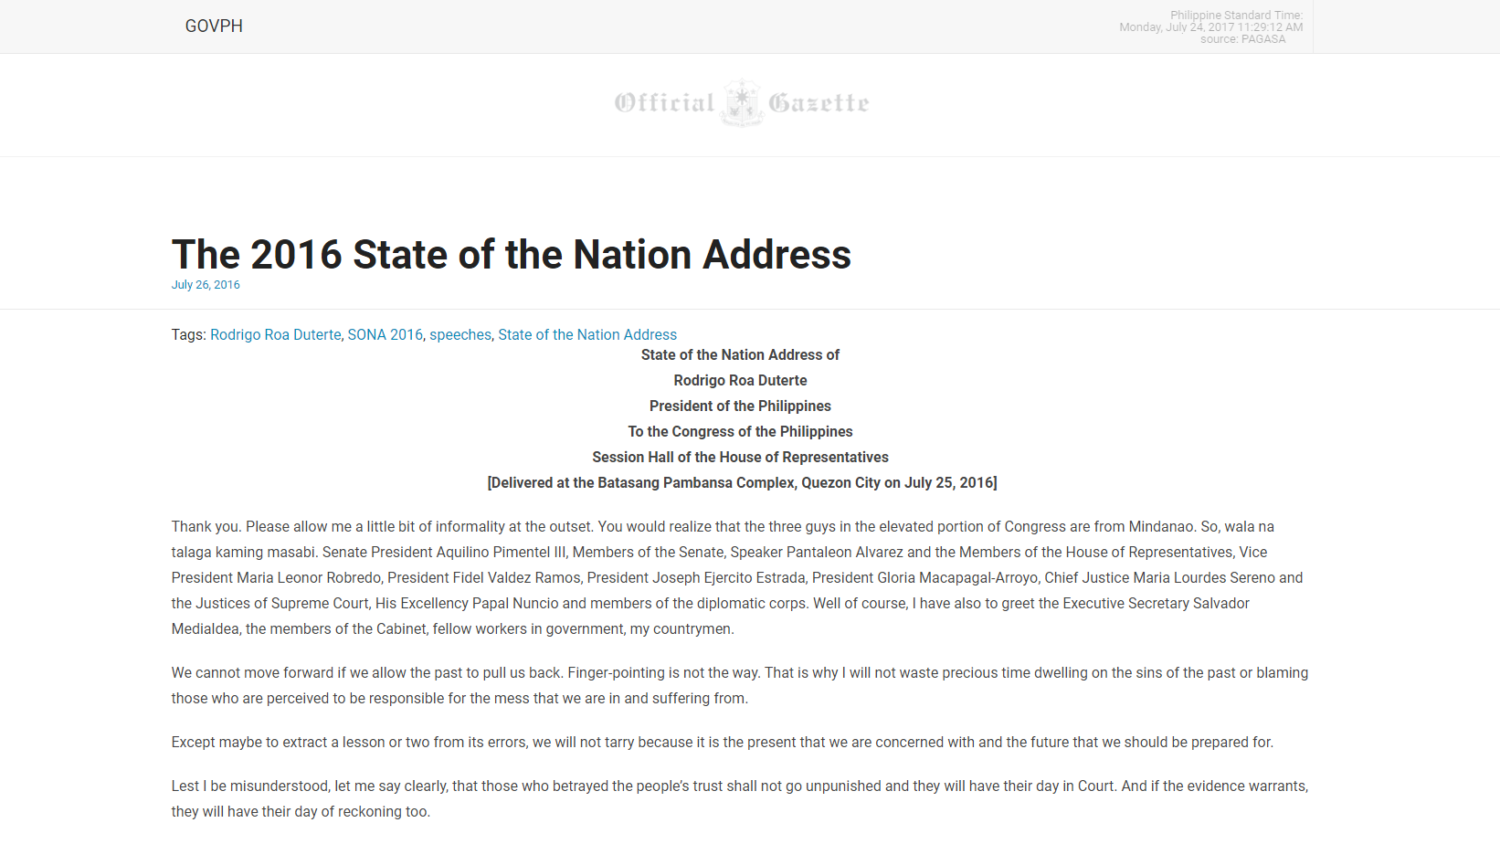 GOVPH
Philippine Standard Time:
Monday, July 24, 2017 11:29:12 AM
source: PAGASA
Official Gazette
The 2016 State of the Nation Address
July 26, 2016
Tags: Rodrigo Roa Duterte, SONA 2016, speeches, State of the Nation Address
State of the Nation Address of
Rodrigo Roa Duterte
President of the Philippines
To the Congress of the Philippines
Session Hall of the House of Representatives
[Delivered at the Batasang Pambansa Complex, Quezon City on July 25, 2016]
Thank you. Please allow me a little bit of informality at the outset. You would realize that the three guys in the elevated portion of Congress are from Mindanao. So, wala na
talaga kaming masabi. Senate President Aquilino Pimentel III, Members of the Senate, Speaker Pantaleon Alvarez and the Members of the House of Representatives, Vice
President Maria Leonor Robredo, President Fidel Valdez Ramos, President Joseph Ejercito Estrada, President Gloria Macapagal-Arroyo, Chief Justice Maria Lourdes Sereno and
the Justices of Supreme Court, His Excellency Papal Nuncio and members of the diplomatic corps. Well of course, I have also to greet the Executive Secretary Salvador
Medialdea, the members of the Cabinet, fellow workers in government, my countrymen.
We cannot move forward if we allow the past to pull us back. Finger-pointing is not the way. That is why I will not waste precious time dwelling on the sins of the past or blaming
those who are perceived to be responsible for the mess that we are in and suffering from.
Except maybe to extract a lesson or two from its errors, we will not tarry because it is the present that we are concerned with and the future that we should be prepared for.
Lest I be misunderstood, let me say clearly, that those who betrayed the people’s trust shall not go unpunished and they will have their day in Court. And if the evidence warrants,
they will have their day of reckoning too.